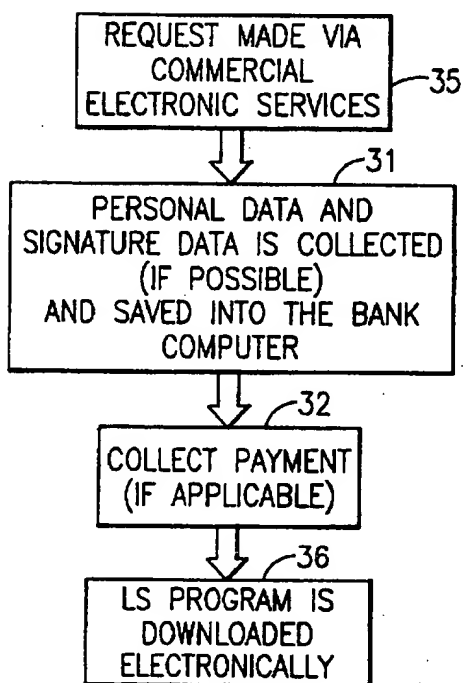 REQUEST MADE VIA
COMMERCIAL
ELECTRONIC SERVICES
35
31
PERSONAL DATA AND
SIGNATURE DATA IS COLLECTED
(IF POSSIBLE)
AND SAVED INTO THE BANK
COMPUTER
32
COLLECT PAYMENT
(IF APPLICABLE)
36
LS PROGRAM IS
DOWNLOADED
ELECTRONICALLY